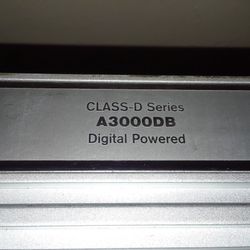 CLASS-D Series
A3000DB
Digital Powered